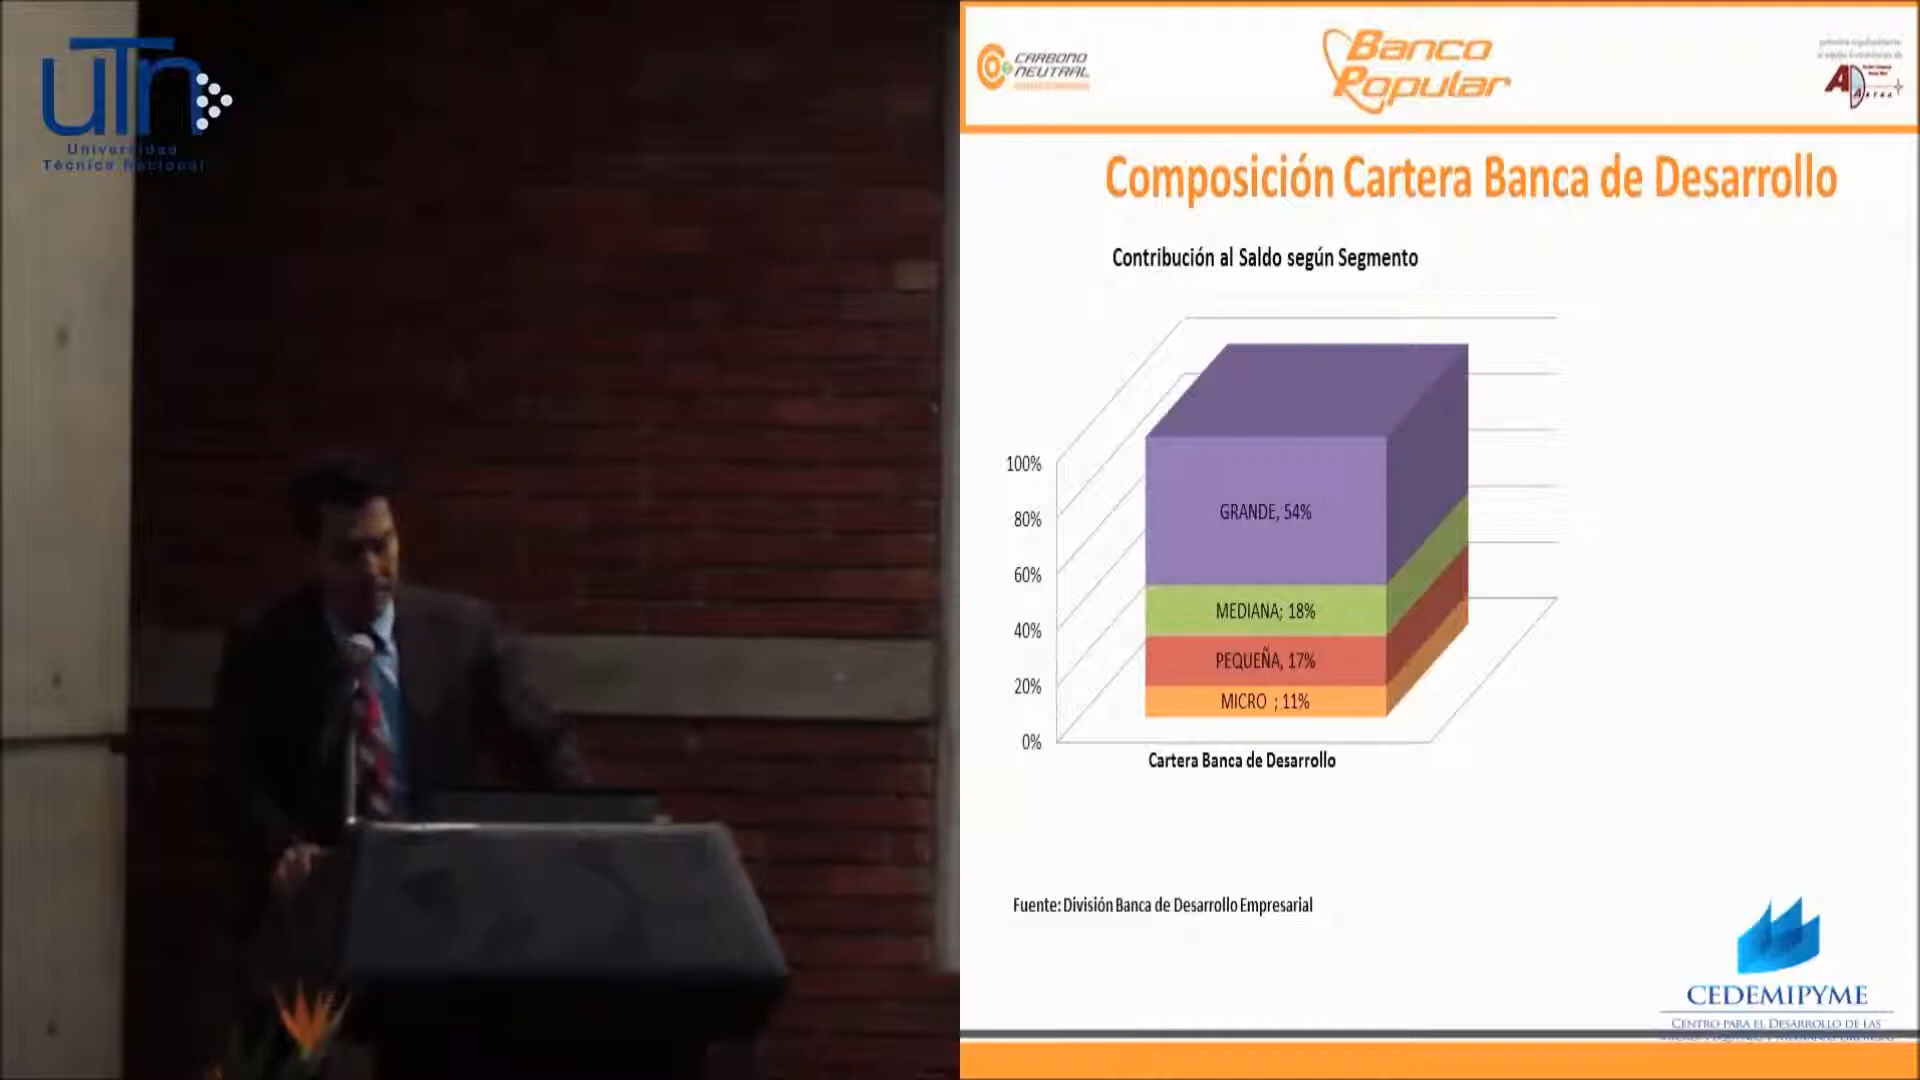 UTn
Universidad
Técnica Nacional
CARBONO
NEUTRAL
Banco
Popular
Composición Cartera Banca de Desarrollo
Contribución al Saldo según Segmento
100%
80%
60%
40%
20%
0%
GRANDE, 54%
MEDIANA; 18%
PEQUEÑA, 17%
MICRO ; 11%
Cartera Banca de Desarrollo
Fuente: División Banca de Desarrollo Empresarial
CEDEMIPYME
CENTRO PARA EL DESARROLLO DE LAS